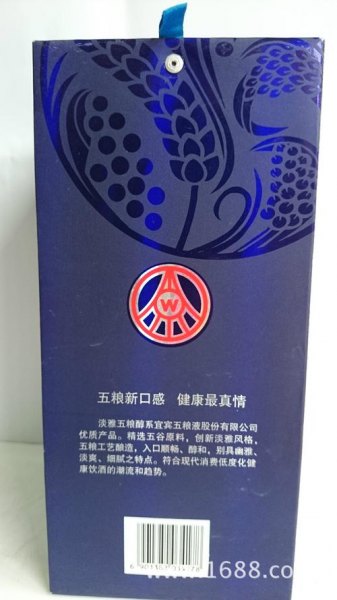 W
五粮新口感 健康最真情
淡雅五粮醇系宜宾五粮液股份有限公司
优质产品。精选五谷原料，创新淡雅风格，
五粮工艺酿造，入口顺畅、醇和，别具幽雅、
淡爽、细腻之特点。符合现代消费低度化健
康饮酒的潮流和趋势。
1688.co